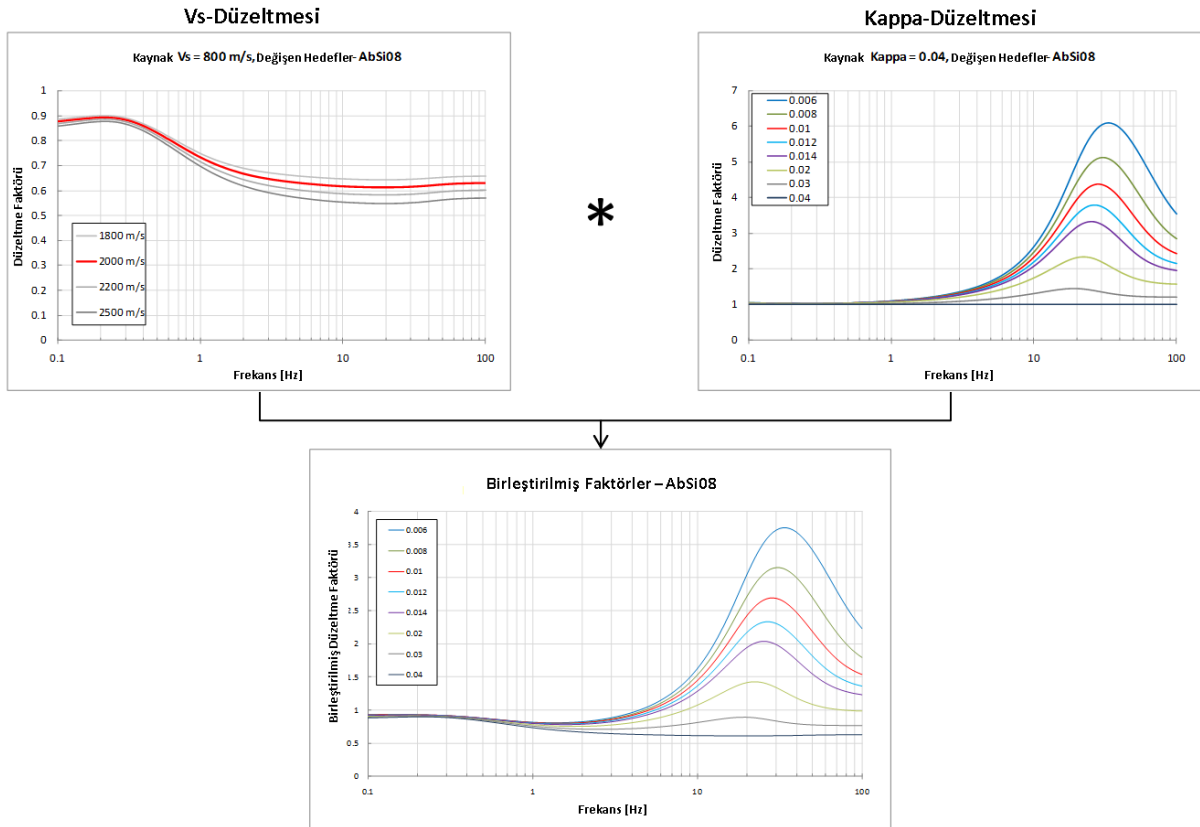 Vs-Düzeltmesi
Kaynak Vs = 800 m/s, Değişen Hedefler- AbSi08
Düzeltme Faktörü
1
0.9
0.8
0.7
0.6
0.5
0.4
0.3
0.2
0.1
0
1800 m/s
2000 m/s
2200 m/s
2500 m/s
0.1 1 10 100
Frekans [Hz]
*
Kappa-Düzeltmesi
Kaynak Kappa = 0.04, Değişen Hedefler- AbSi08
Düzeltme Faktörü
7
6
5
4
3
2
1
0
0.006
0.008
0.01
0.012
0.014
0.02
0.03
0.04
0.1 1 10 100
Frekans [Hz]
Birleştirilmiş Faktörler – AbSi08
Birleştirilmiş Düzeltme Faktörü
4
3.5
3
2.5
2
1.5
1
0.5
0
0.006
0.008
0.01
0.012
0.014
0.02
0.03
0.04
0.1 1 10 100
Frekans [Hz]